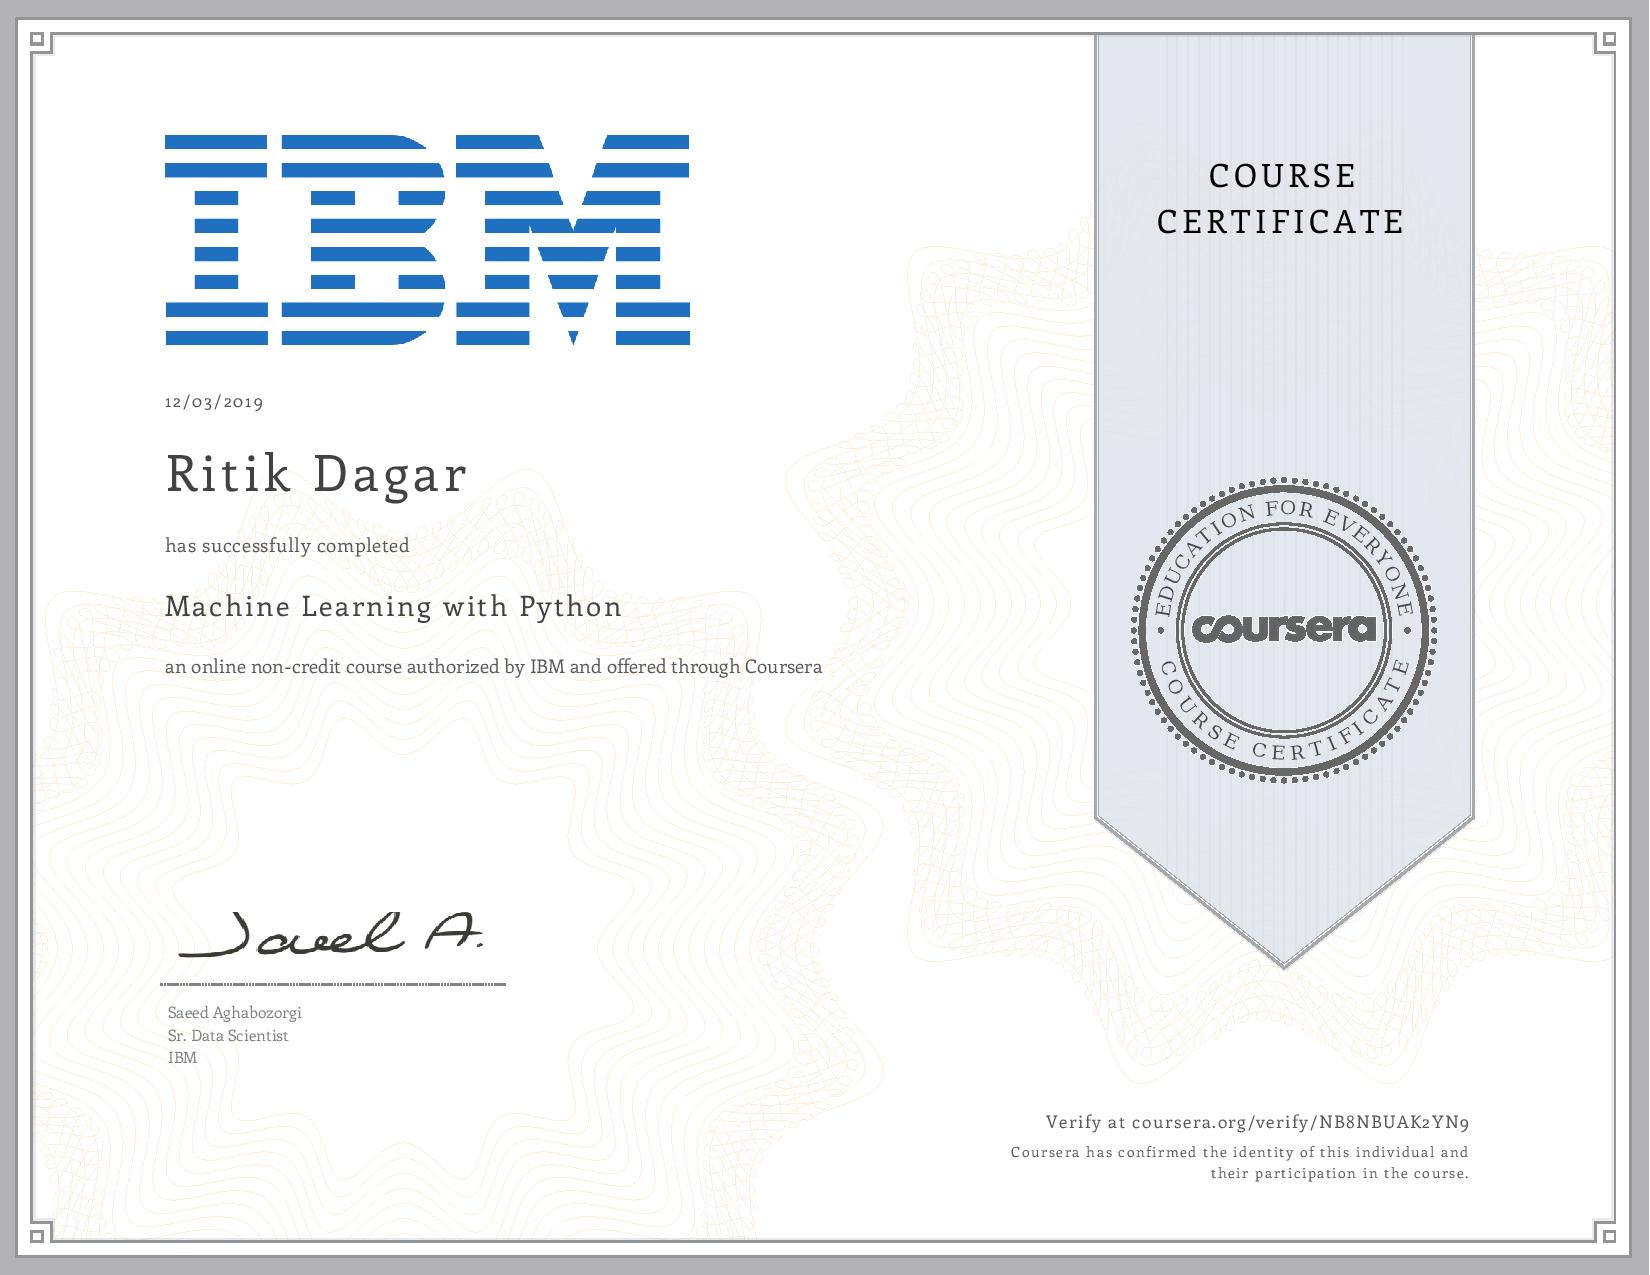 IBM
12/03/2019
Ritik Dagar
has successfully completed
Machine Learning with Python
an online non-credit course authorized by IBM and offered through Coursera
Saeed Aghabozorgi
Sr. Data Scientist
IBM
COURSE
CERTIFICATE
EDUCATION FOR EVERYONE
coursera
COURSE CERTIFICATE
Verify at coursera.org/verify/NB8NBUAK2YN9
Coursera has confirmed the identity of this individual and
their participation in the course.